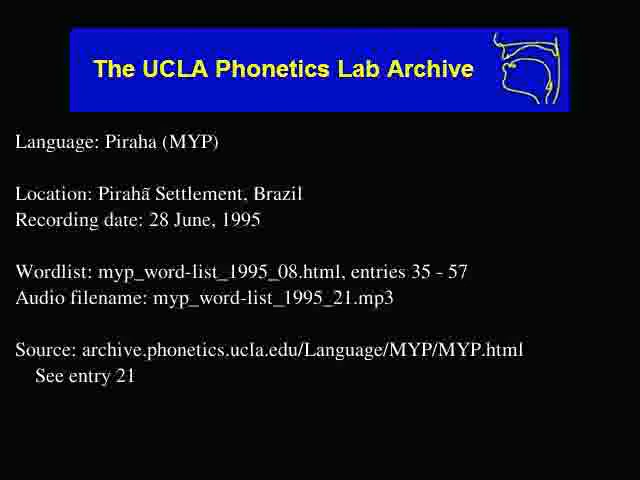 The UCLA Phonetics Lab Archive
Language: Piraha (MYP)
Location: Pirahã Settlement, Brazil
Recording date: 28 June, 1995
Wordlist: myp_word-list_1995_08.html, entries 35 - 57
Audio filename: myp_word-list_1995_21.mp3
Source: archive.phonetics.ucla.edu/Language/MYP/MYP.html
See entry 21